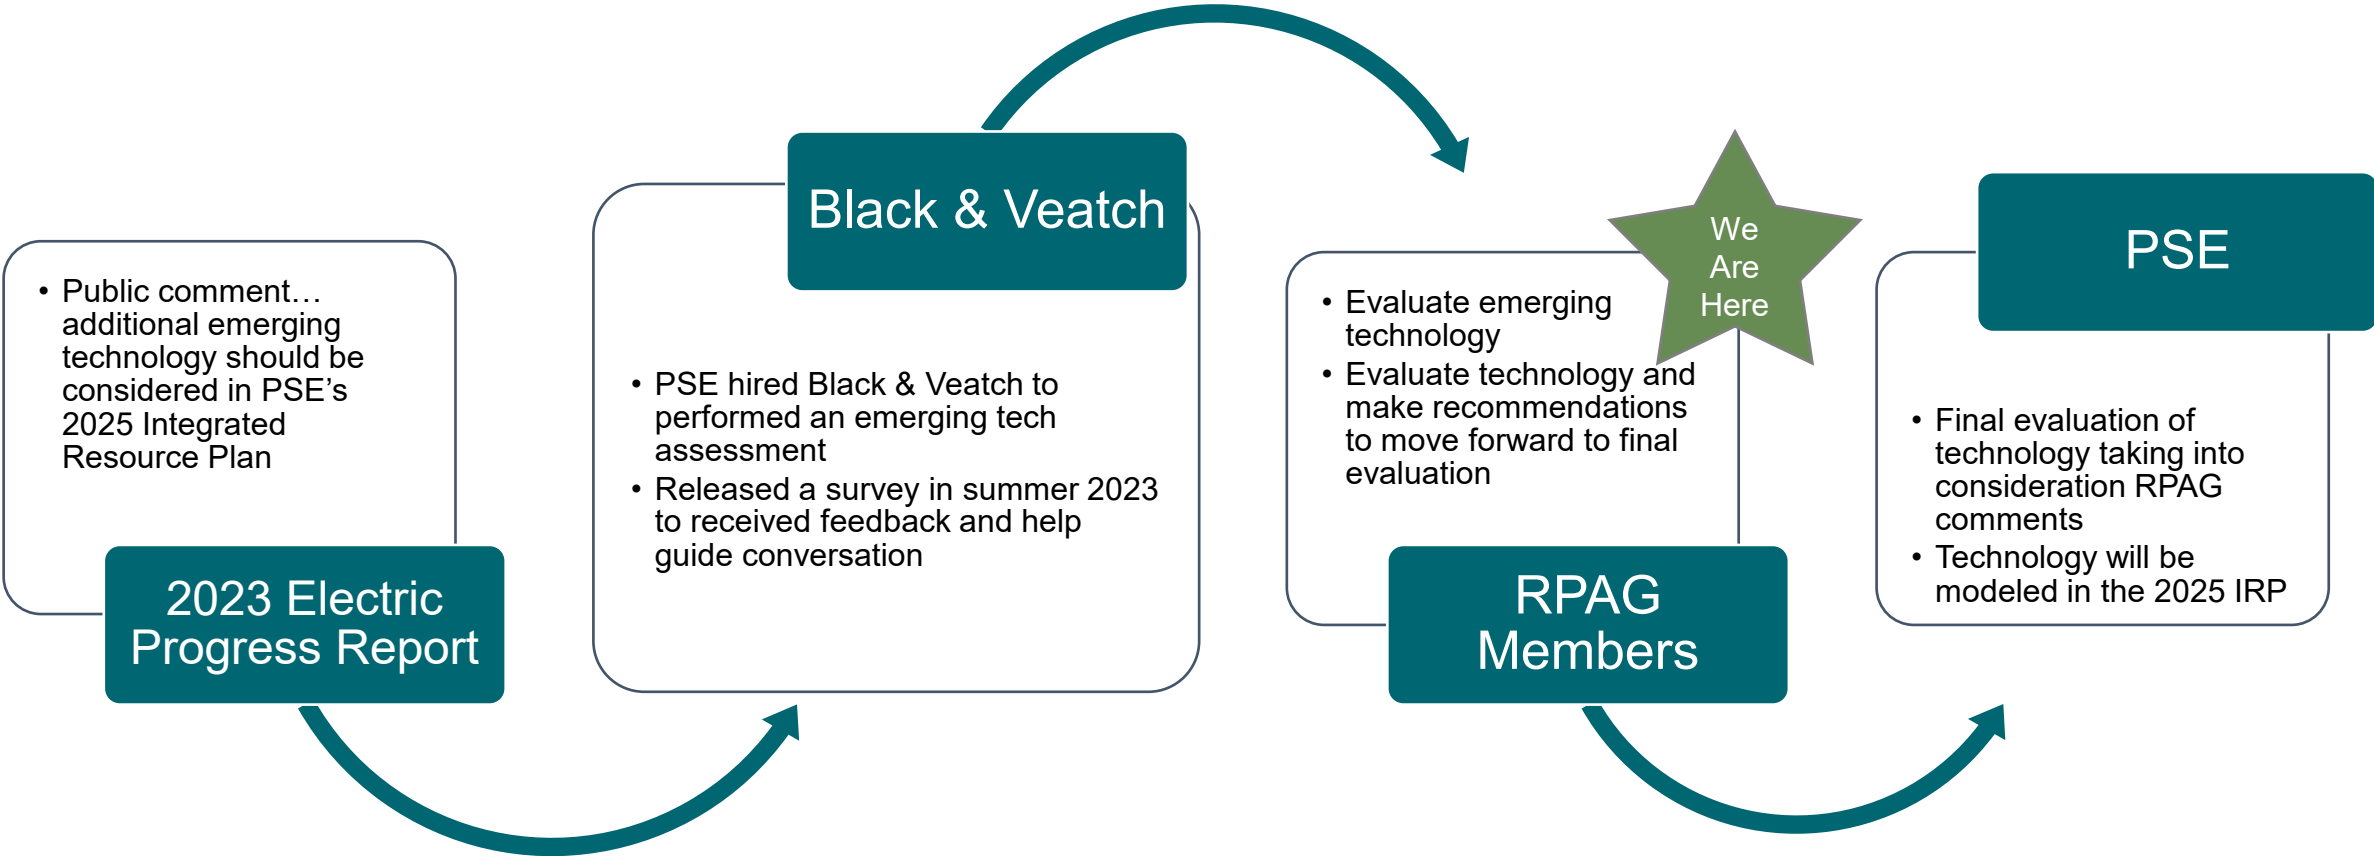 • Public comment…
additional emerging
technology should be
considered in PSE’s
2025 Integrated
Resource Plan
2023 Electric
Progress Report
Black & Veatch
• PSE hired Black & Veatch to
performed an emerging tech
assessment
• Released a survey in summer 2023
to received feedback and help
guide conversation
We
Are
Here
• Evaluate emerging
technology
• Evaluate technology and
make recommendations
to move forward to final
evaluation
RPAG
Members
PSE
• Final evaluation of
technology taking into
consideration RPAG
comments
• Technology will be
modeled in the 2025 IRP